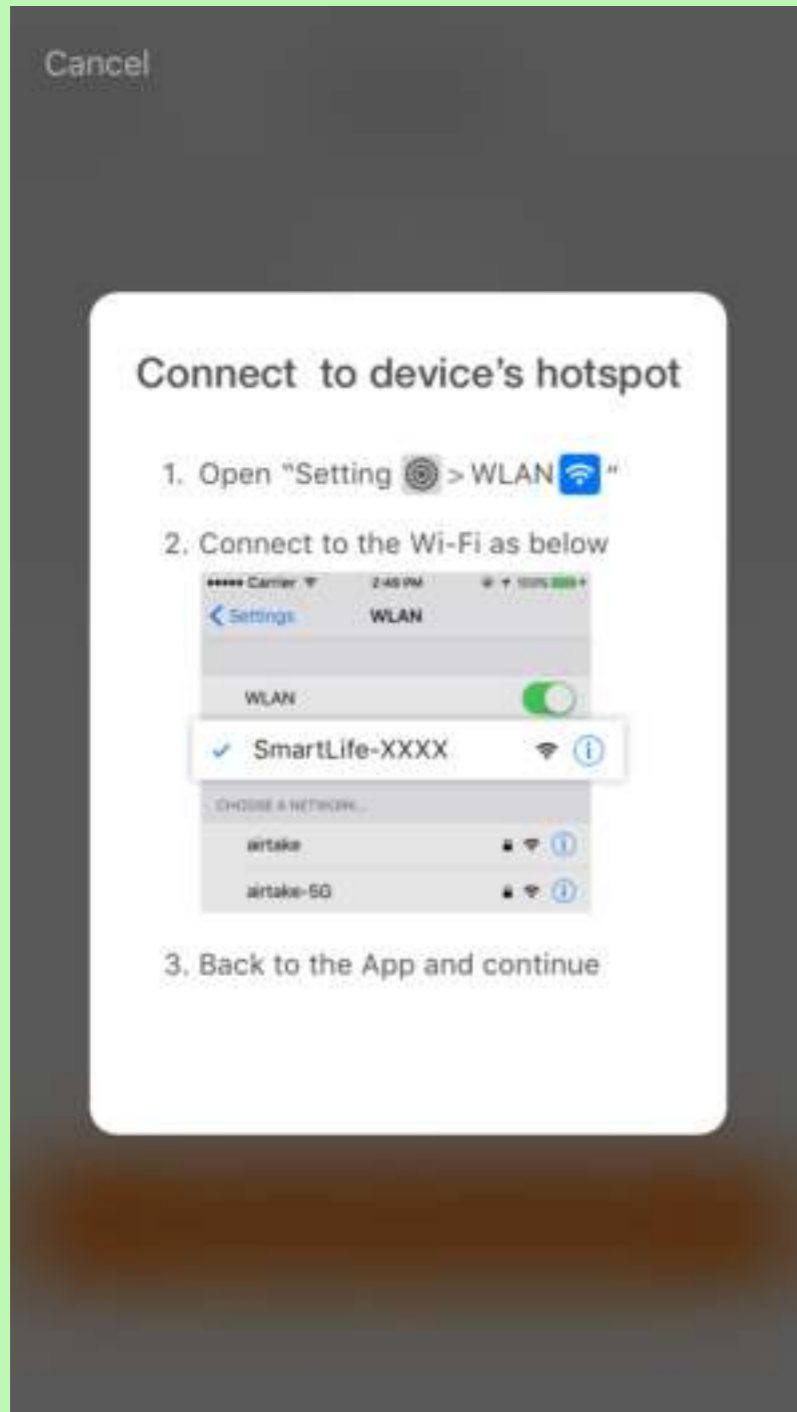 Cancel
Connect to device's hotspot
1. Open "Setting > WLAN "
2. Connect to the Wi-Fi as below
Carrier 2:48 PM 100%
Settings WLAN
WLAN
SmartLife-XXXX
CHOOSE A NETWORK...
airtake
airtake-5G
3. Back to the App and continue